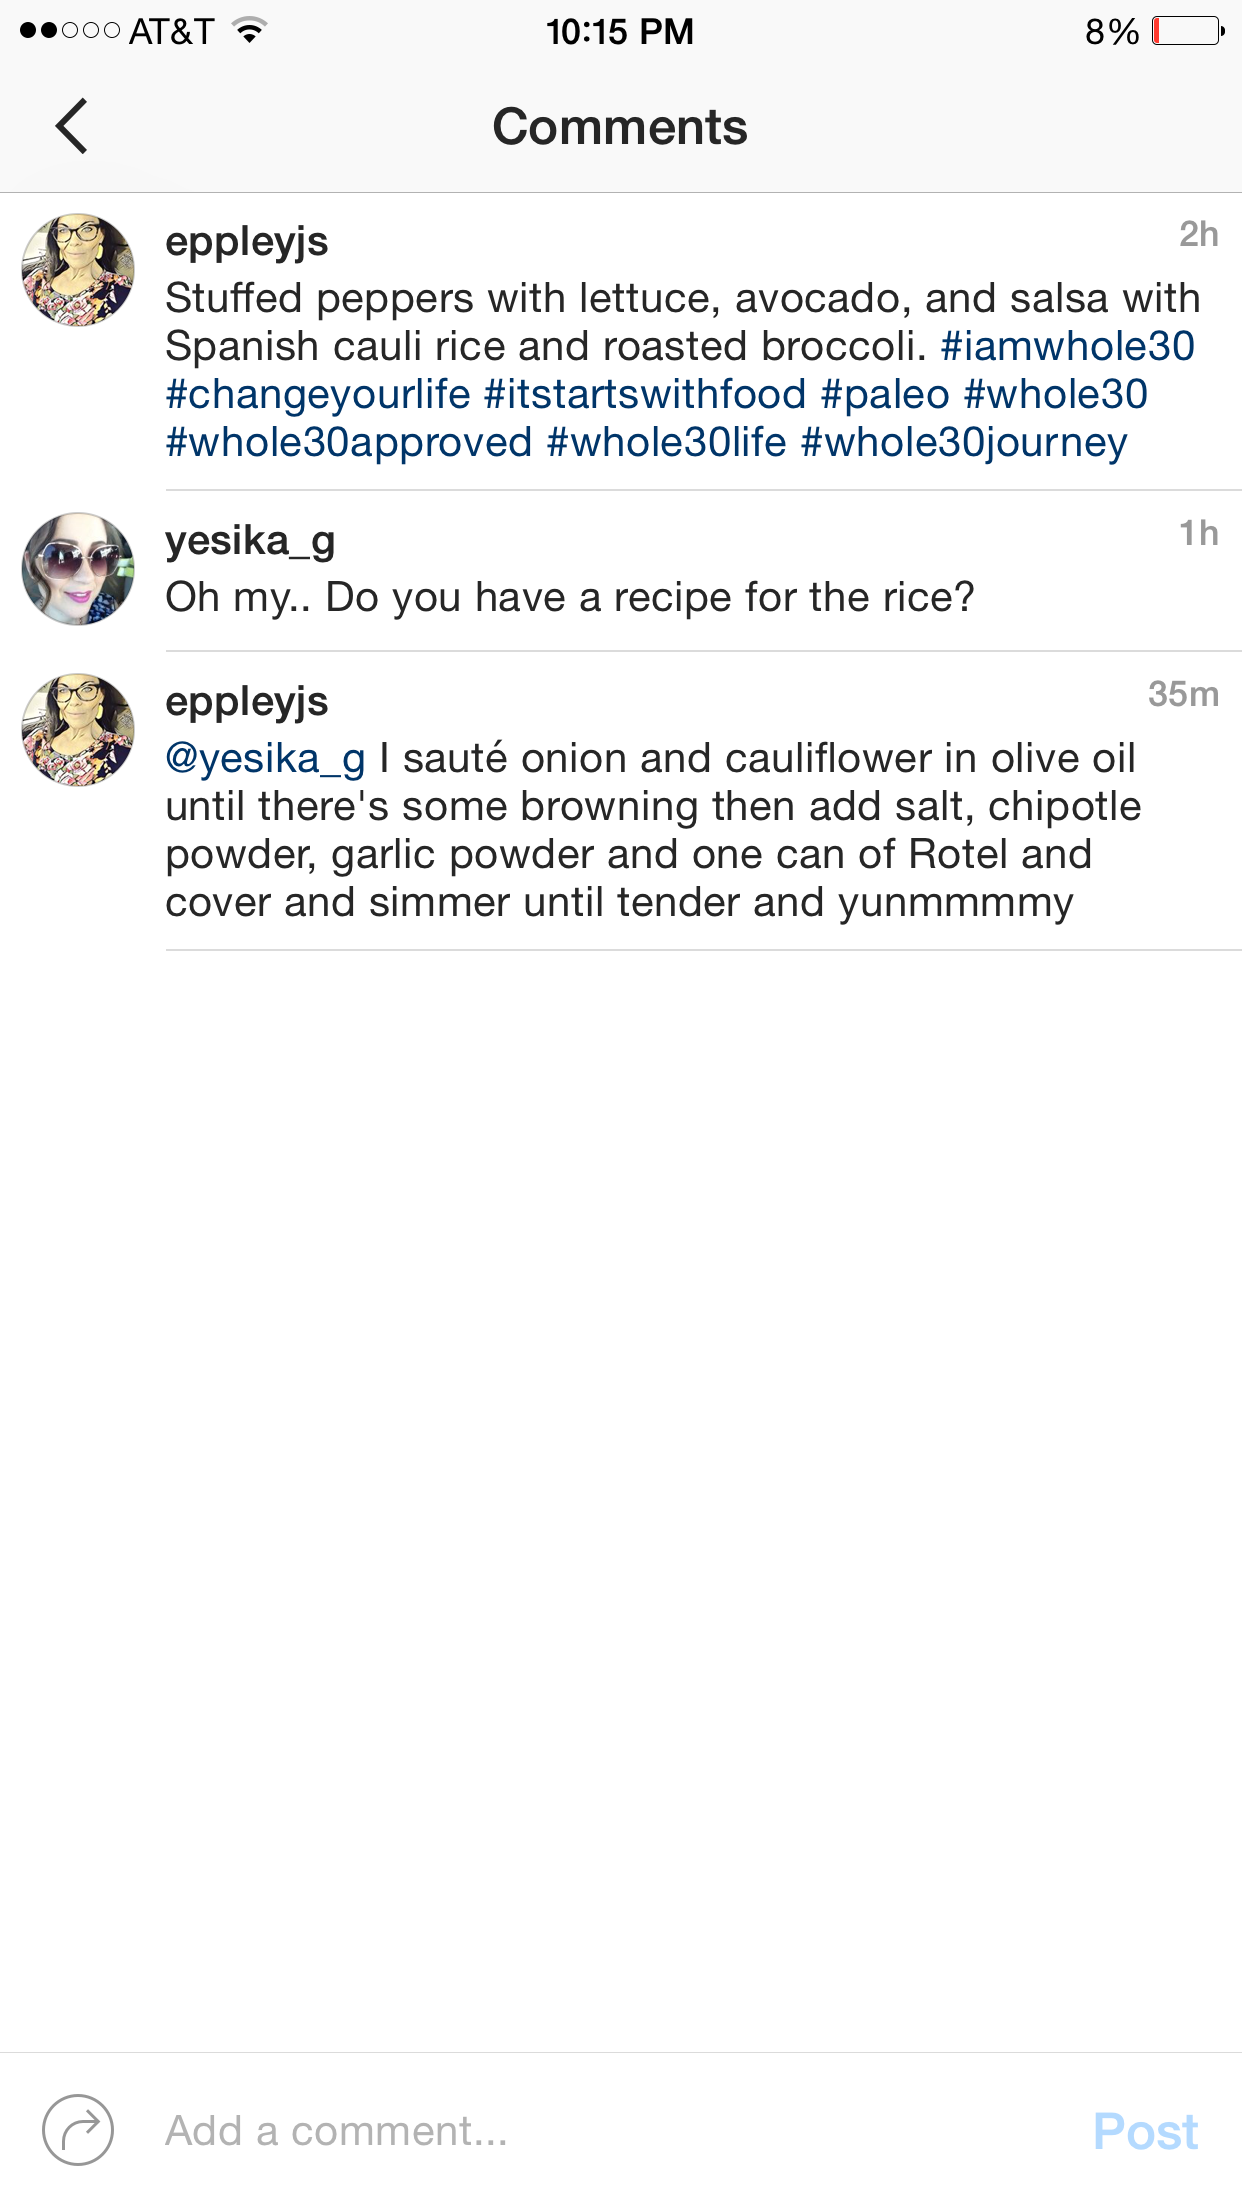 AT&T 10:15 PM 8%
Comments
eppleyjs 2h
Stuffed peppers with lettuce, avocado, and salsa with
Spanish cauli rice and roasted broccoli. #iamwhole30
#changeyourlife #itstartswithfood #paleo #whole30
#whole30approved #whole30life #whole30journey
yesika_g 1h
Oh my.. Do you have a recipe for the rice?
eppleyjs 35m
@yesika_g I sauté onion and cauliflower in olive oil
until there's some browning then add salt, chipotle
powder, garlic powder and one can of Rotel and
cover and simmer until tender and yunmmmmy
Add a comment... Post